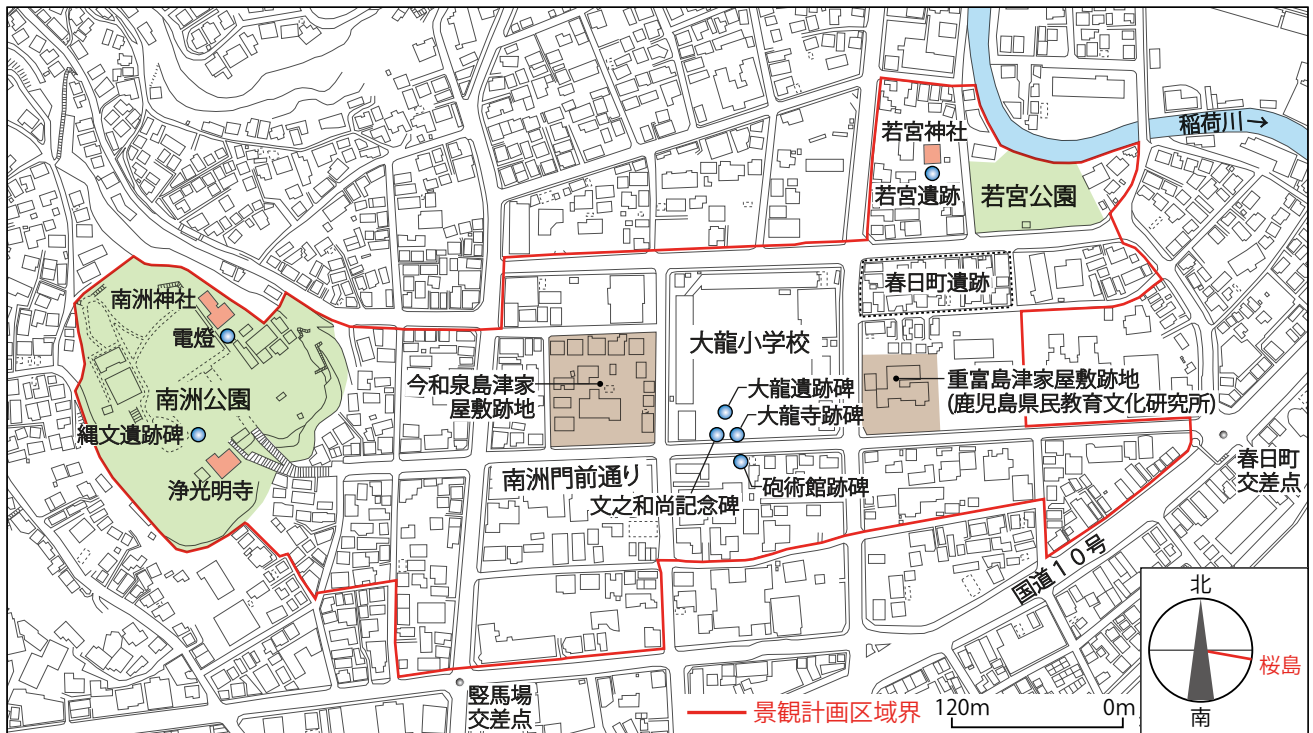 若宮神社
稲荷川→
若宮遺跡
若宮公園
春日町遺跡
南洲神社
電燈
大龍小学校
今和泉島津家
屋敷跡地
大龍遺跡碑
重富島津家屋敷跡地
(鹿児島県民教育文化研究所)
南洲公園
大龍寺跡碑
縄文遺跡碑
浄光明寺
南洲門前通り
砲術館跡碑
文之和尚記念碑
春日町
交差点
国道10号
竪馬場
交差点
景観計画区域界
120m
0m
北
桜島
南